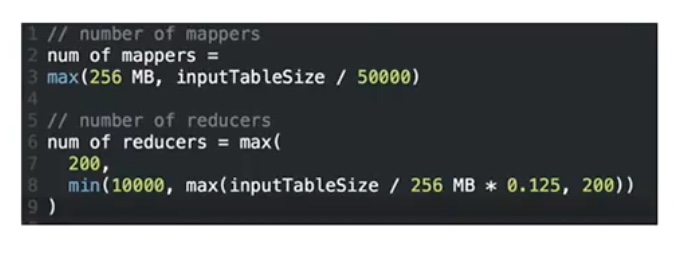 1 // number of mappers
2 num of mappers =
3 max(256 MB, inputTableSize / 50000)
4
5 // number of reducers
6 num of reducers = max(
7   200,
8   min(10000, max(inputTableSize / 256 MB * 0.125, 200))
9 )